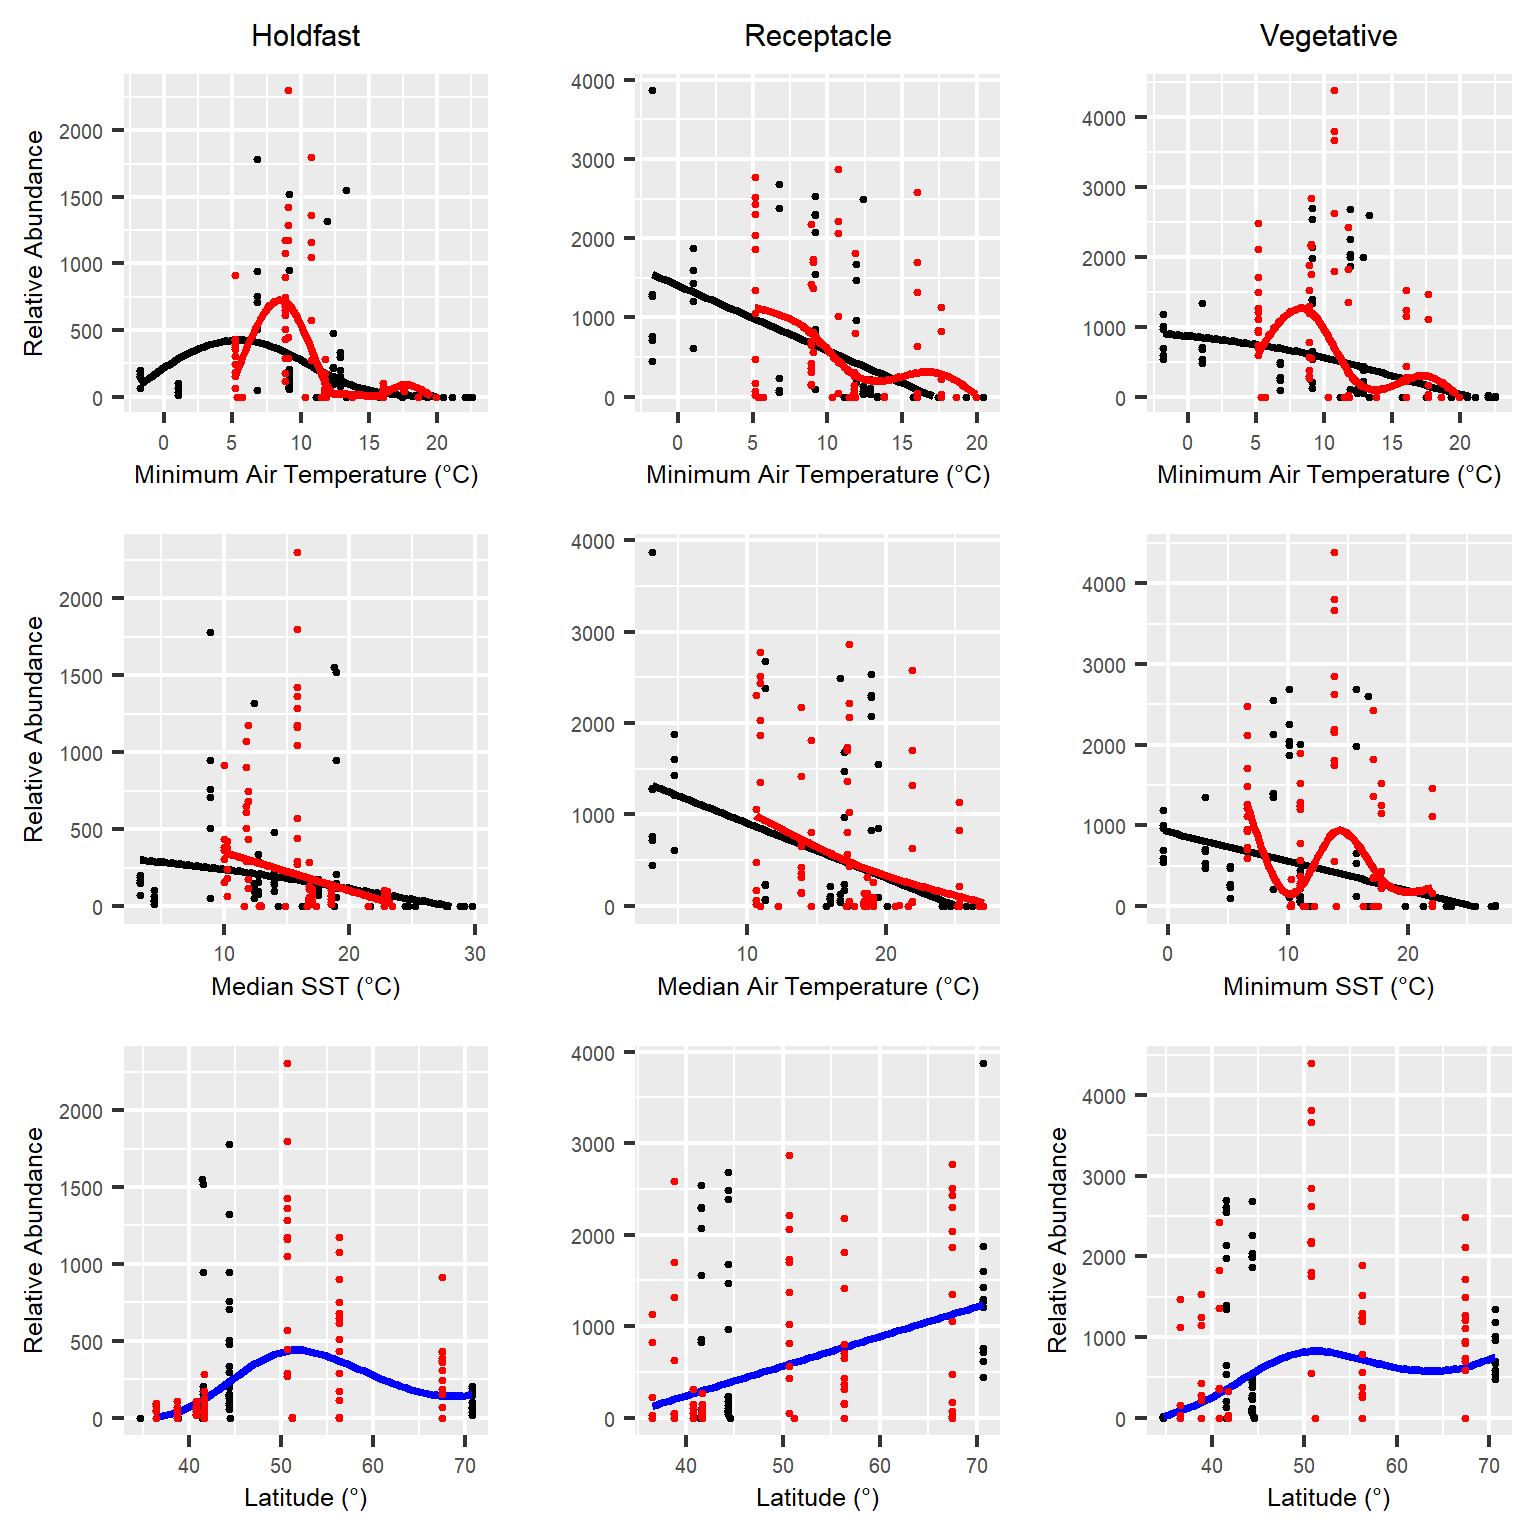 Holdfast Receptacle Vegetative
Relative Abundance
2000
1500
1000
500
0
0 5 10 15 20
Minimum Air Temperature (°C)
4000
3000
2000
1000
0
0 5 10 15 20
Minimum Air Temperature (°C)
4000
3000
2000
1000
0
0 5 10 15 20
Minimum Air Temperature (°C)
Relative Abundance
2000
1500
1000
500
0
10 20 30
Median SST (°C)
4000
3000
2000
1000
0
10 20
Median Air Temperature (°C)
4000
3000
2000
1000
0
0 10 20
Minimum SST (°C)
Relative Abundance
2000
1500
1000
500
0
40 50 60 70
Latitude (°)
4000
3000
2000
1000
0
40 50 60 70
Latitude (°)
Relative Abundance
4000
3000
2000
1000
0
40 50 60 70
Latitude (°)